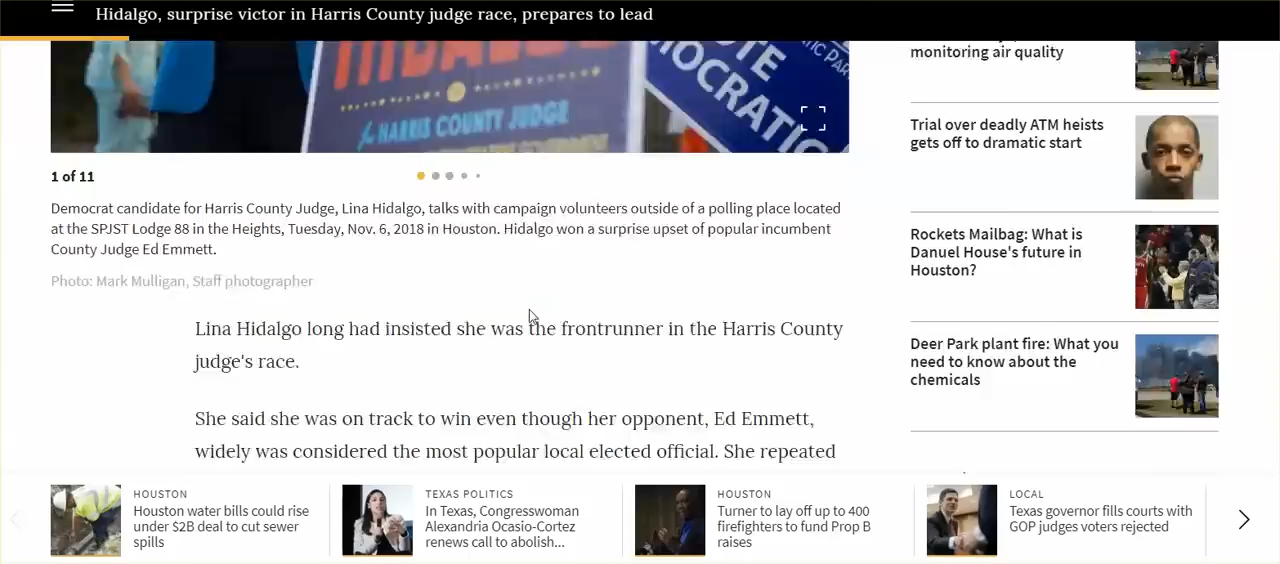 Hidalgo, surprise victor in Harris County judge race, prepares to lead
HIDALGO
for HARRIS COUNTY JUDGE
VOTE
DEMOCRATIC
1 of 11
Democrat candidate for Harris County Judge, Lina Hidalgo, talks with campaign volunteers outside of a polling place located
at the SPJST Lodge 88 in the Heights, Tuesday, Nov. 6, 2018 in Houston. Hidalgo won a surprise upset of popular incumbent
County Judge Ed Emmett.
Photo: Mark Mulligan, Staff photographer
Lina Hidalgo long had insisted she was the frontrunner in the Harris County
judge's race.
She said she was on track to win even though her opponent, Ed Emmett,
widely was considered the most popular local elected official. She repeated
monitoring air quality
Trial over deadly ATM heists
gets off to dramatic start
Rockets Mailbag: What is
Danuel House's future in
Houston?
Deer Park plant fire: What you
need to know about the
chemicals
HOUSTON
Houston water bills could rise
under $2B deal to cut sewer
spills
TEXAS POLITICS
In Texas, Congresswoman
Alexandria Ocasio-Cortez
renews call to abolish...
HOUSTON
Turner to lay off up to 400
firefighters to fund Prop B
raises
LOCAL
Texas governor fills courts with
GOP judges voters rejected